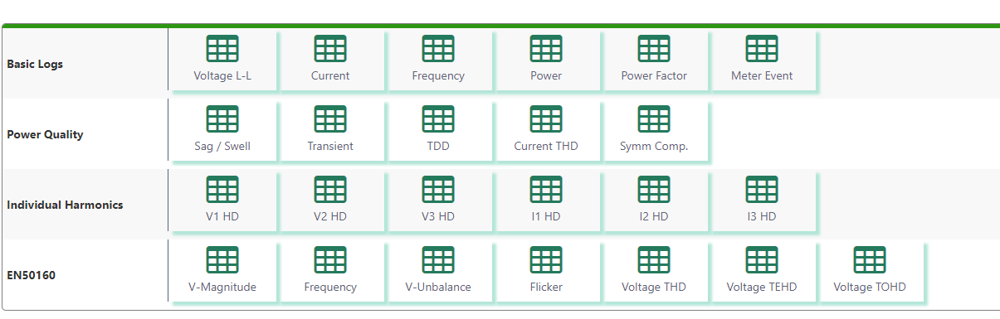 Basic Logs
Voltage L-L Current Frequency Power Power Factor Meter Event
Power Quality
Sag / Swell Transient TDD Current THD Symm Comp.
Individual Harmonics
V1 HD V2 HD V3 HD I1 HD I2 HD I3 HD
EN50160
V-Magnitude Frequency V-Unbalance Flicker Voltage THD Voltage TEHD Voltage TOHD